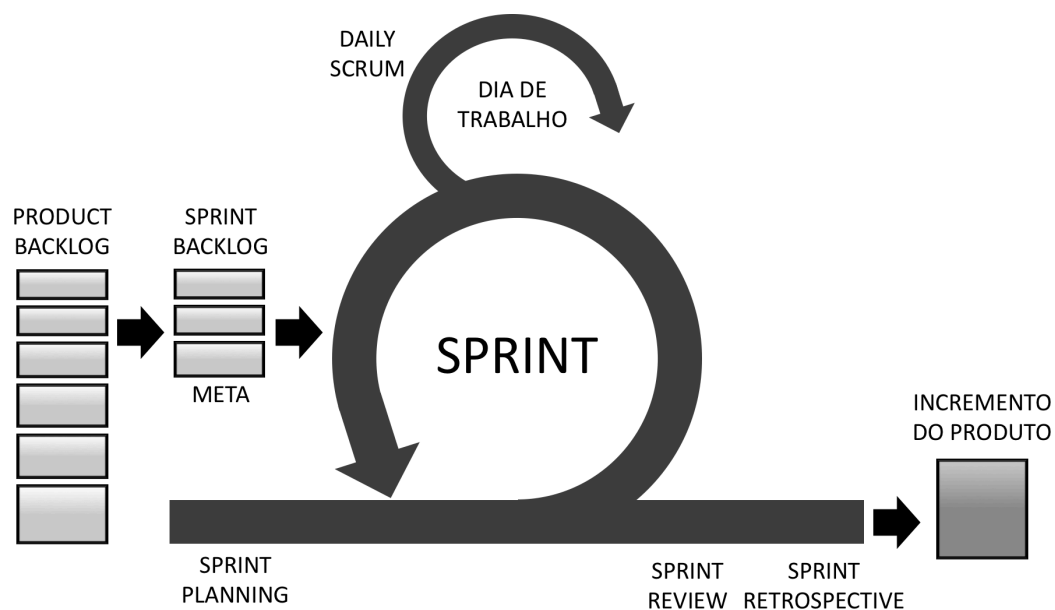 DAILY
SCRUM
DIA DE
TRABALHO
PRODUCT
BACKLOG
SPRINT
BACKLOG
META
SPRINT
INCREMENTO
DO PRODUTO
SPRINT
PLANNING
SPRINT
REVIEW
SPRINT
RETROSPECTIVE